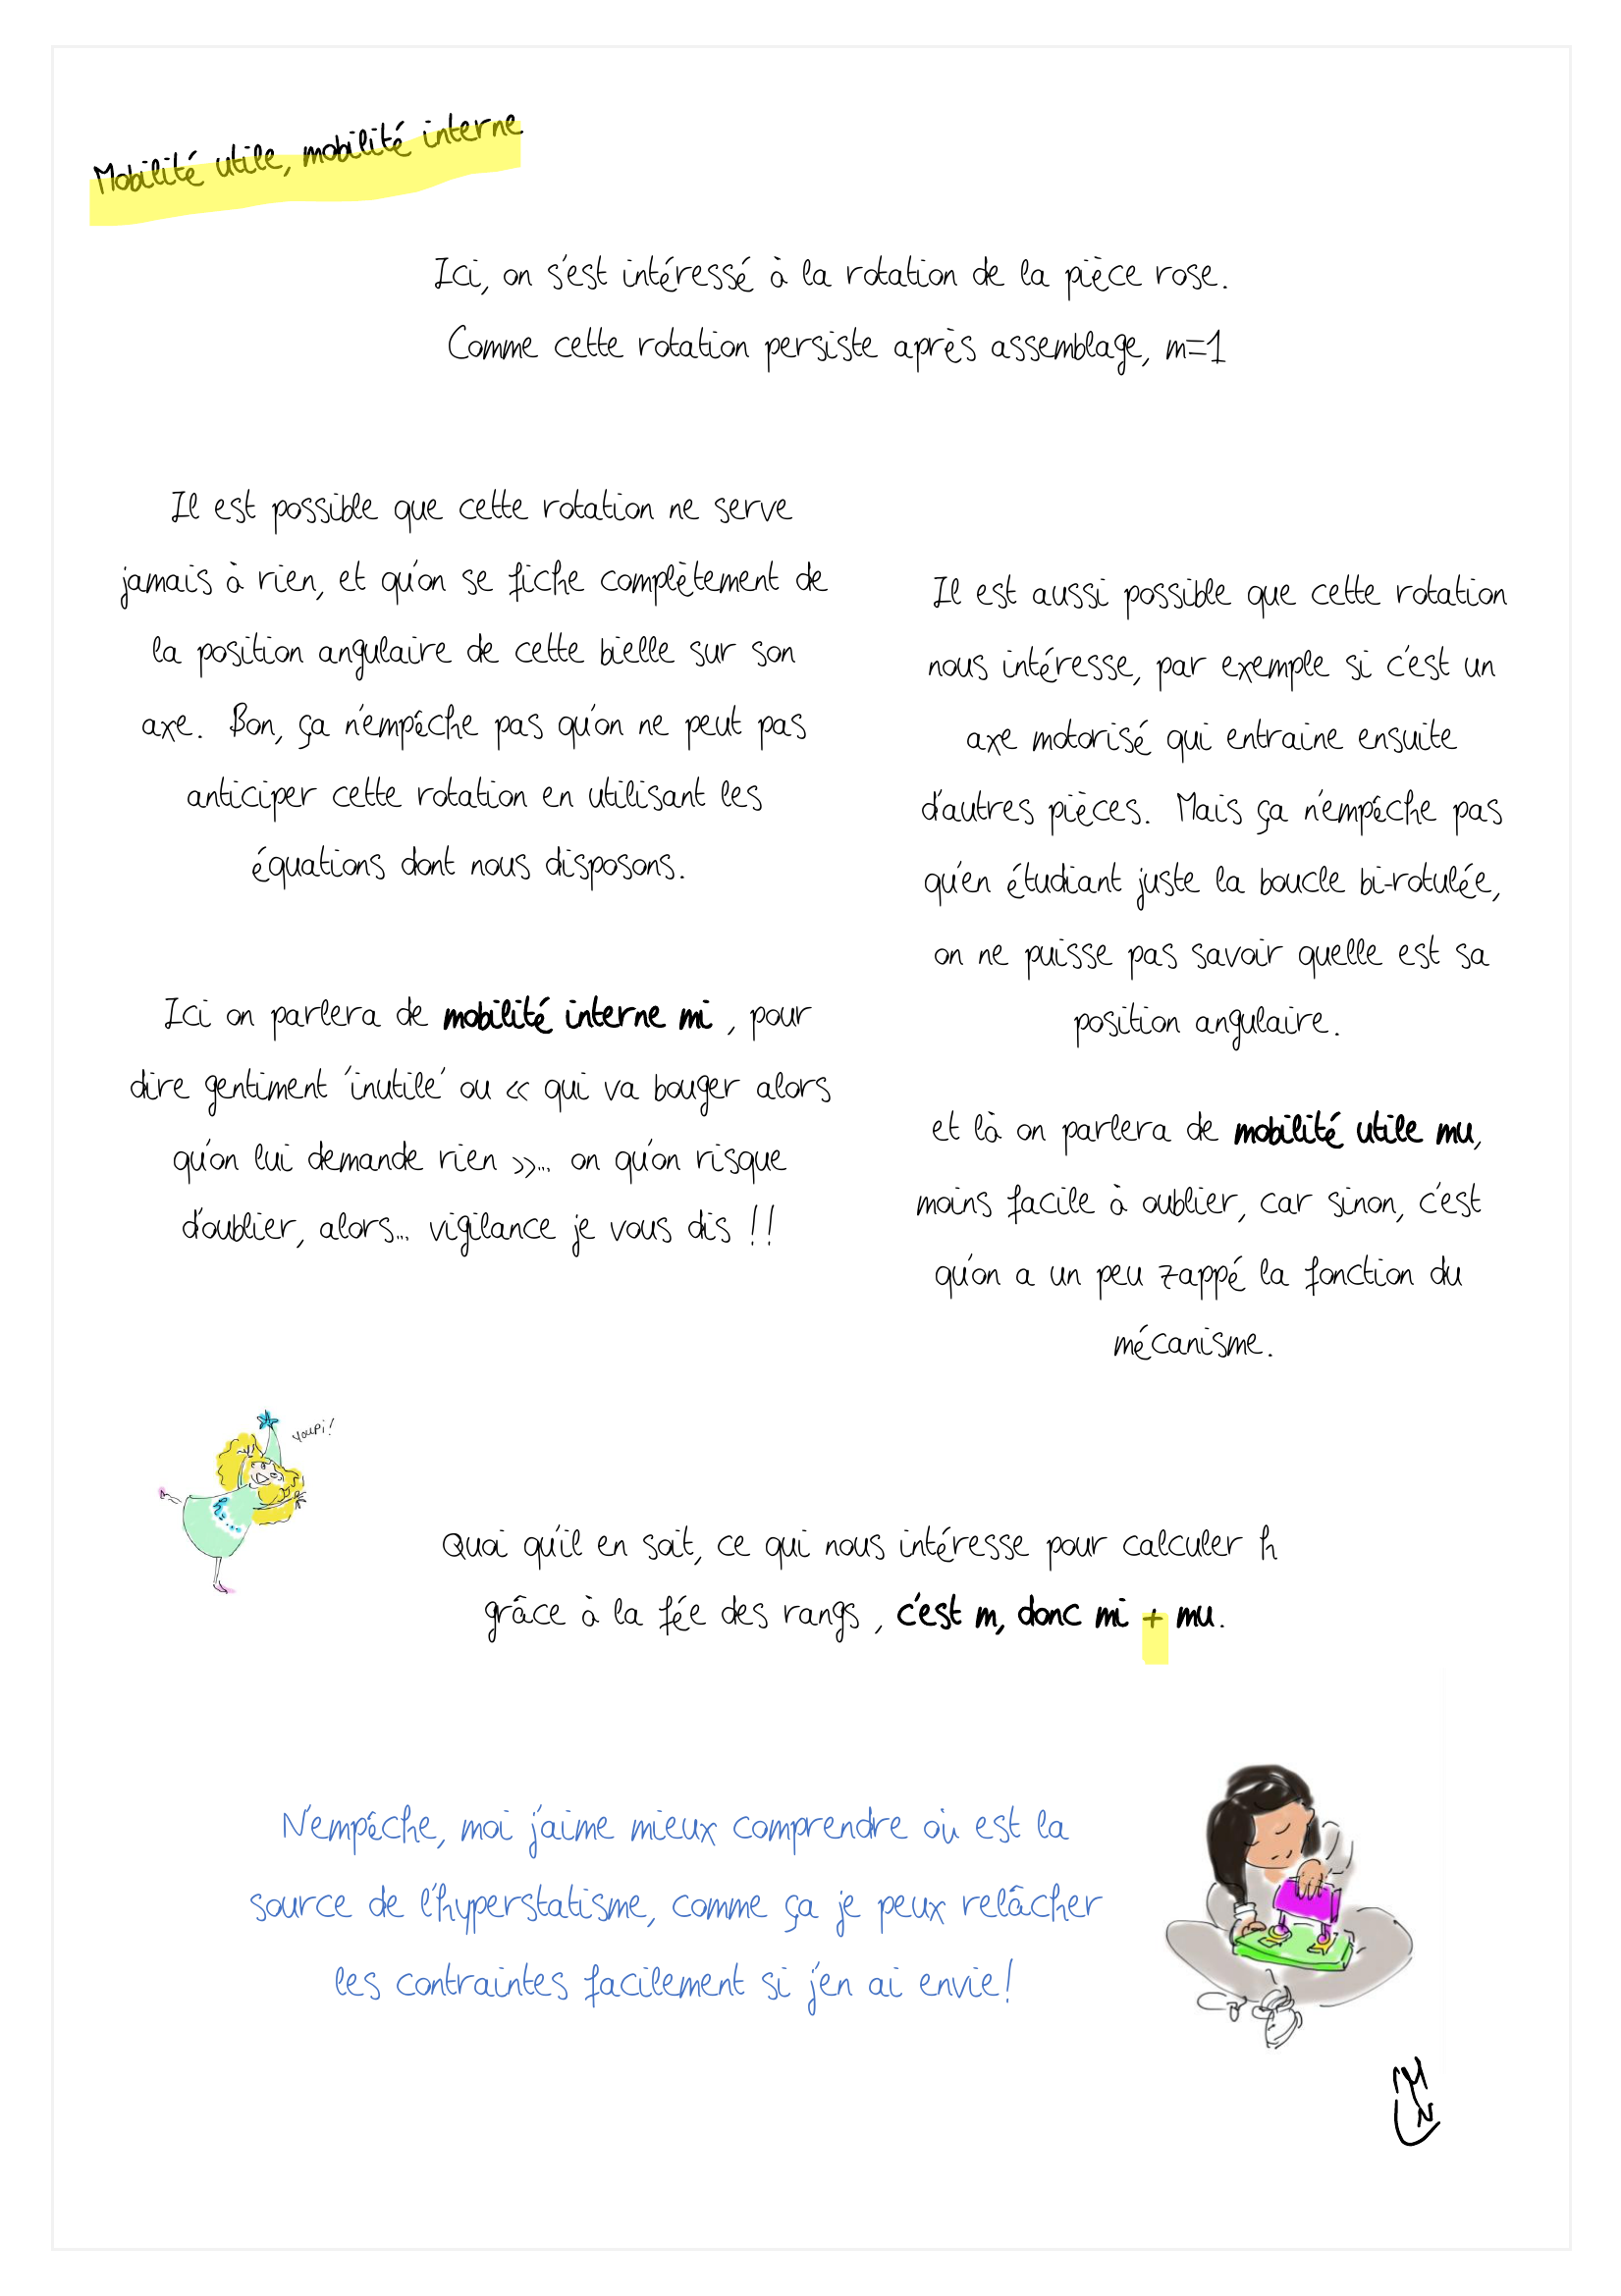 Mobilité utile, mobilité interne
Ici, on s'est intéressé à la rotation de la pièce rose.
Comme cette rotation persiste après assemblage, m=1
Il est possible que cette rotation ne serve
jamais à rien, et qu'on se fiche complètement de
la position angulaire de cette bielle sur son
axe. Bon, ça n'empêche pas qu'on ne peut pas
anticiper cette rotation en utilisant les
équations dont nous disposons.
Ici on parlera de mobilité interne mi , pour
dire gentiment 'inutile' ou « qui va bouger alors
qu'on lui demande rien »... on qu'on risque
d'oublier, alors... vigilance je vous dis !!
Il est aussi possible que cette rotation
nous intéresse, par exemple si c'est un
axe motorisé qui entraine ensuite
d'autres pièces. Mais ça n'empêche pas
qu'en étudiant juste la boucle bi-rotulée,
on ne puisse pas savoir quelle est sa
position angulaire.
et là on parlera de mobilité utile mu,
moins facile à oublier, car sinon, c'est
qu'on a un peu zappé la fonction du
mécanisme.
Youpi!
Quoi qu'il en soit, ce qui nous intéresse pour calculer h
grâce à la fée des rangs , c'est m, donc mi + mu.
N'empêche, moi j'aime mieux comprendre où est la
source de l'hyperstatisme, comme ça je peux relâcher
les contraintes facilement si j'en ai envie!